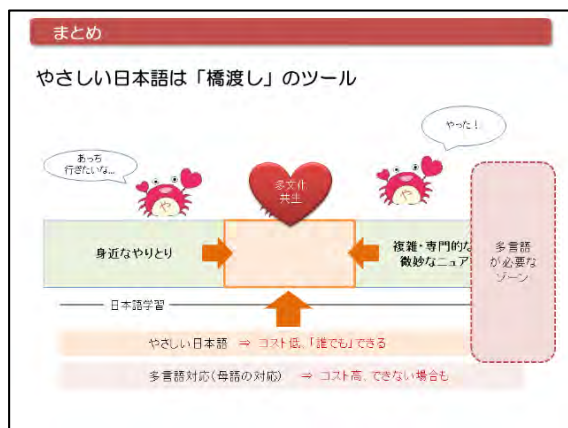 まとめ
やさしい日本語は「橋渡し」のツール
あっち
行きたいな…
やった！
や
多文化
共生
や
身近なやりとり
複雑・専門的な
微妙なニュア
多言語
が必要な
ゾーン
日本語学習
やさしい日本語 ⇒ コスト低、「誰でも」できる
多言語対応（母語の対応） ⇒ コスト高、できない場合も